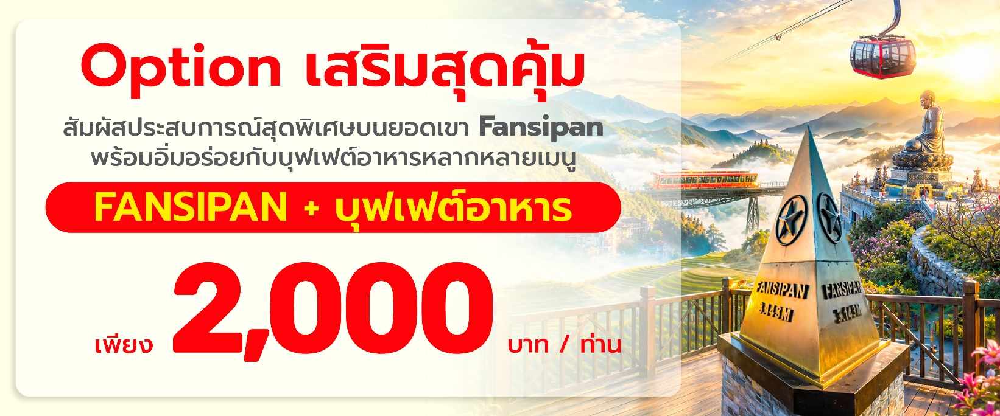 Option เสริมสุดคุ้ม
สัมผัสประสบการณ์สุดพิเศษบนยอดเขา Fansipan
พร้อมอิ่มอร่อยกับบุฟเฟต์อาหารหลากหลายเมนู
FANSIPAN + บุฟเฟต์อาหาร
เพียง 2,000 บาท / ท่าน
FANSIPAN
3.143M
FANSIPAN
3.143M